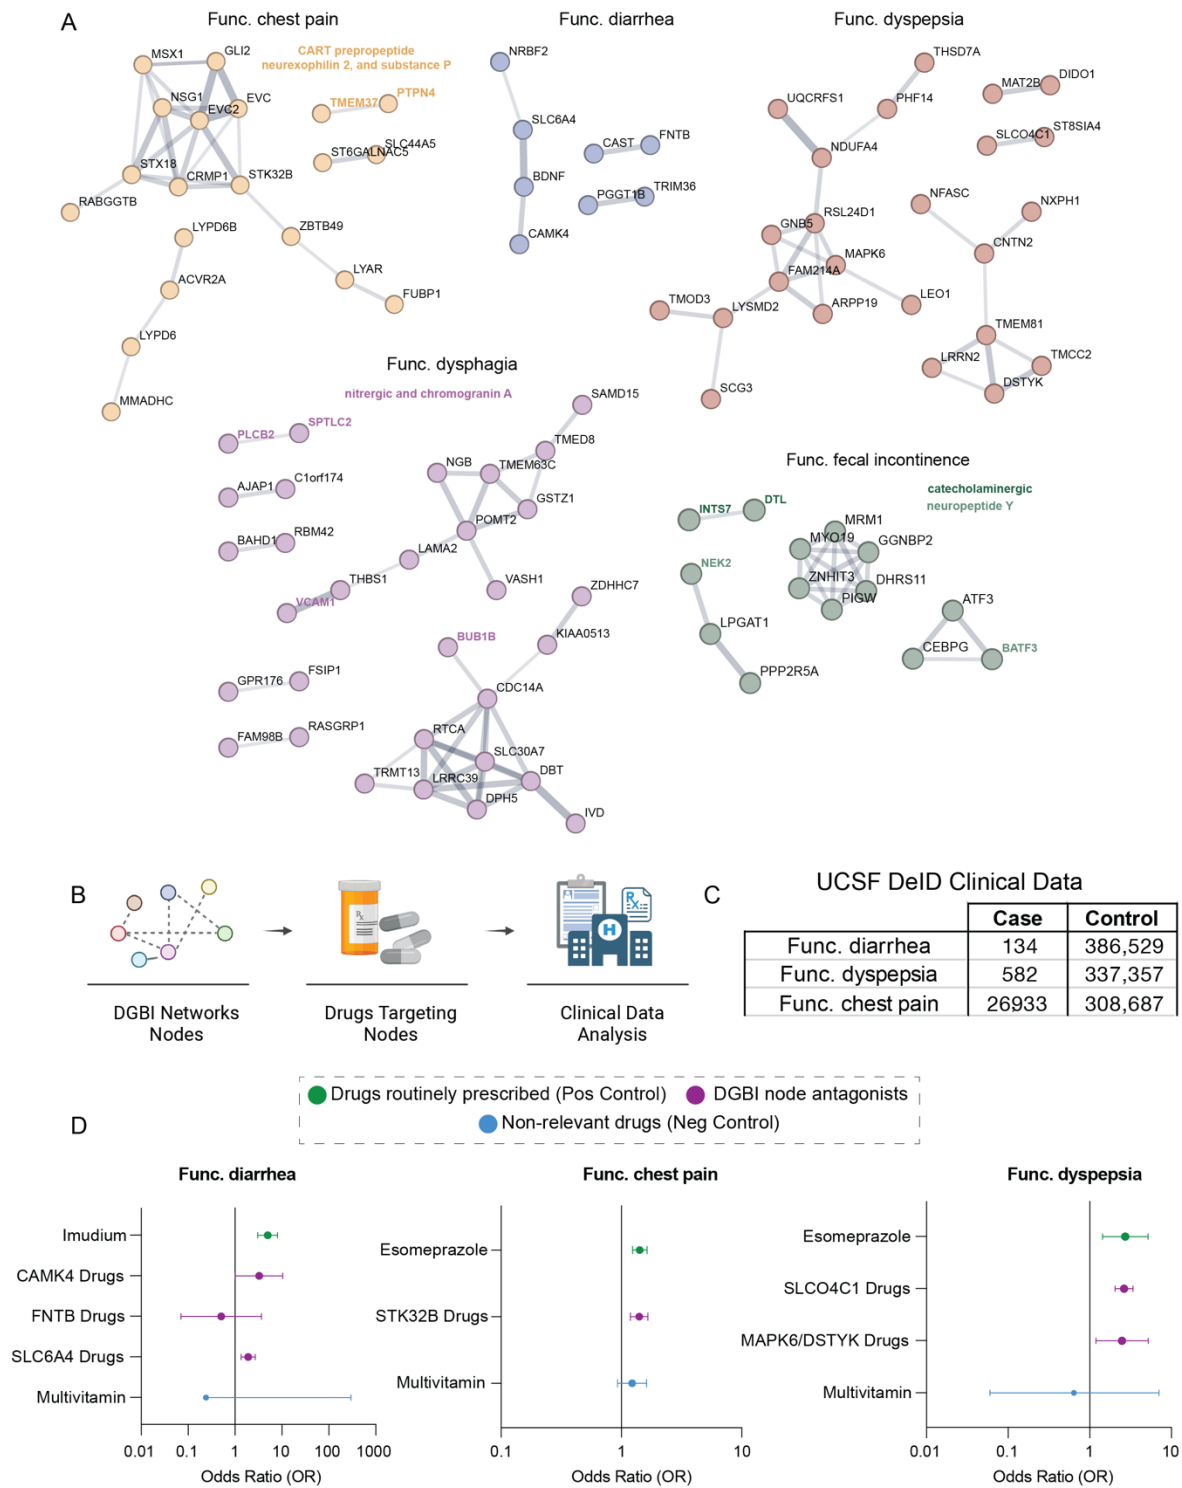 A
Func. chest pain
MSX1
GLI2
CART prepropeptide
neurexophilin 2, and substance P
NSG1
EVC
EVC2
TMEM37
PTPN4
ST6GALNAC5
SLC44A5
STX18
CRMP1
STK32B
RABGGTB
LYPD6B
ZBTB49
ACVR2A
LYAR
FUBP1
LYPD6
MMADHC
Func. diarrhea
NRBF2
SLC6A4
CAST
FNTB
BDNF
PGGT1B
TRIM36
CAMK4
Func. dyspepsia
THSD7A
UQCRFS1
PHF14
MAT2B
DIDO1
SLCO4C1
ST8SIA4
NDUFA4
NFASC
NXPH1
RSL24D1
GNB5
CNTN2
MAPK6
FAM214A
LEO1
ARPP19
TMOD3
LYSMD2
TMEM81
LRRN2
TMCC2
DSTYK
SCG3
Func. dysphagia
nitrergic and chromogranin A
SAMD15
PLCB2
SPTLC2
TMED8
NGB
TMEM63C
AJAP1
C1orf174
GSTZ1
POMT2
BAHD1
RBM42
LAMA2
THBS1
VASH1
VCAM1
ZDHHC7
BUB1B
KIAA0513
GPR176
FSIP1
CDC14A
FAM98B
RASGRP1
RTCA
SLC30A7
TRMT13
LRRC39
DBT
DPH5
IVD
Func. fecal incontinence
catecholaminergic
neuropeptide Y
INTS7
DTL
MRM1
MYO19
GGNBP2
NEK2
ZNHIT3
DHRS11
PIGW
ATF3
LPGAT1
CEBPG
BATF3
PPP2R5A
B
Rx
H
Rx
DGBI Networks
Nodes
Drugs Targeting
Nodes
Clinical Data
Analysis
C
UCSF DeID Clinical Data
Case Control
Func. diarrhea 134 386,529
Func. dyspepsia 582 337,357
Func. chest pain 26,933 308,687
Drugs routinely prescribed (Pos Control) DGBI node antagonists
Non-relevant drugs (Neg Control)
D
Func. diarrhea
Imudium
CAMK4 Drugs
FNTB Drugs
SLC6A4 Drugs
Multivitamin
0.01 0.1 1 10 100 1000
Odds Ratio (OR)
Func. chest pain
Esomeprazole
STK32B Drugs
Multivitamin
0.1 1 10
Odds Ratio (OR)
Func. dyspepsia
Esomeprazole
SLCO4C1 Drugs
MAPK6/DSTYK Drugs
Multivitamin
0.01 0.1 1 10
Odds Ratio (OR)